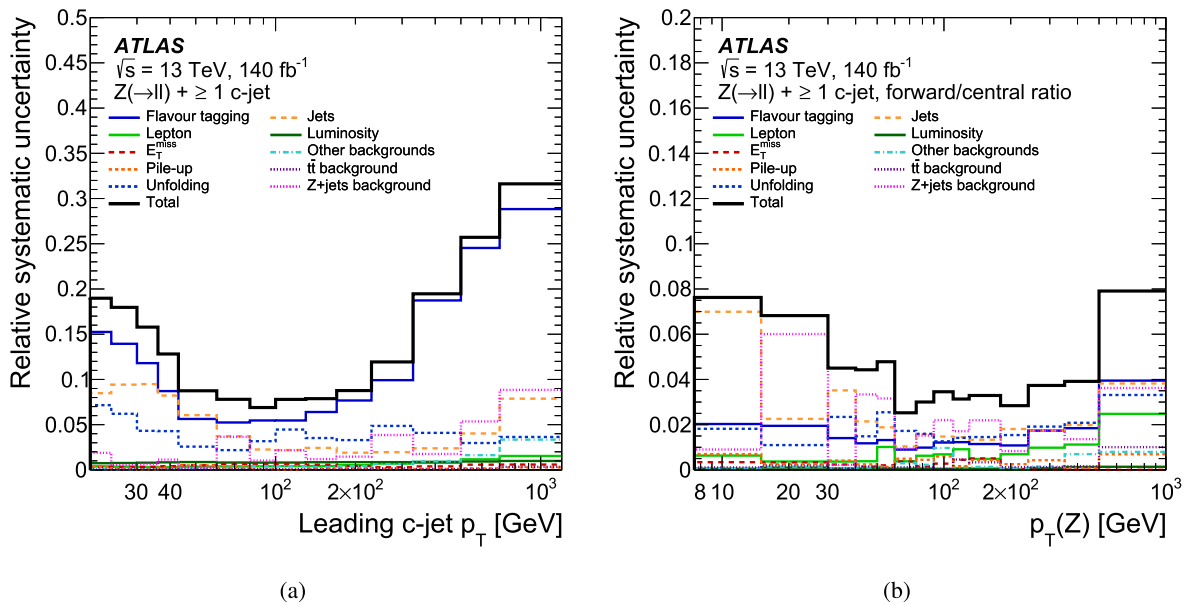 Relative systematic uncertainty
0.5
0.45
0.4
0.35
0.3
0.25
0.2
0.15
0.1
0.05
0
ATLAS
√s = 13 TeV, 140 fb⁻¹
Z(→ll) + ≥ 1 c-jet
Flavour tagging
Lepton
E_T^miss
Pile-up
Unfolding
Total
Jets
Luminosity
Other backgrounds
tt̄ background
Z+jets background
30 40 10² 2×10² 10³
Leading c-jet p_T [GeV]
(a)
Relative systematic uncertainty
0.2
0.18
0.16
0.14
0.12
0.1
0.08
0.06
0.04
0.02
0
ATLAS
√s = 13 TeV, 140 fb⁻¹
Z(→ll) + ≥ 1 c-jet, forward/central ratio
Flavour tagging
Lepton
E_T^miss
Pile-up
Unfolding
Total
Jets
Luminosity
Other backgrounds
tt̄ background
Z+jets background
8 10 20 30 10² 2×10² 10³
p_T(Z) [GeV]
(b)